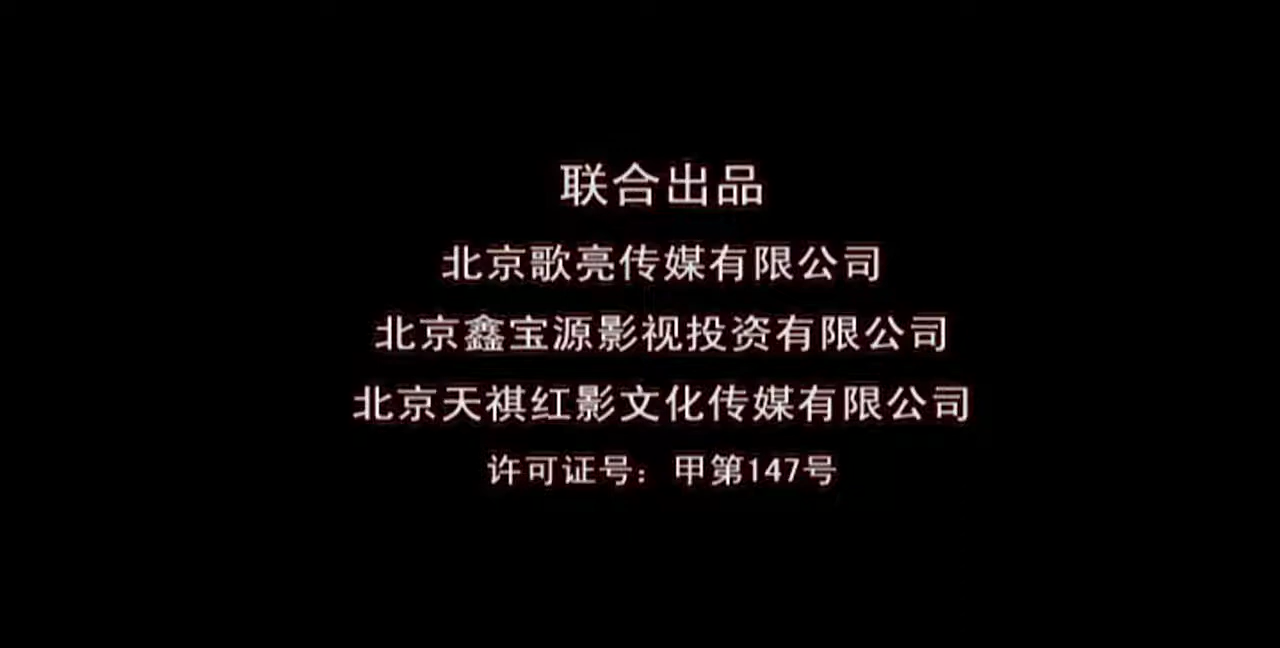 联合出品
北京歌亮传媒有限公司
北京鑫宝源影视投资有限公司
北京天祺红影文化传媒有限公司
许可证号：甲第147号